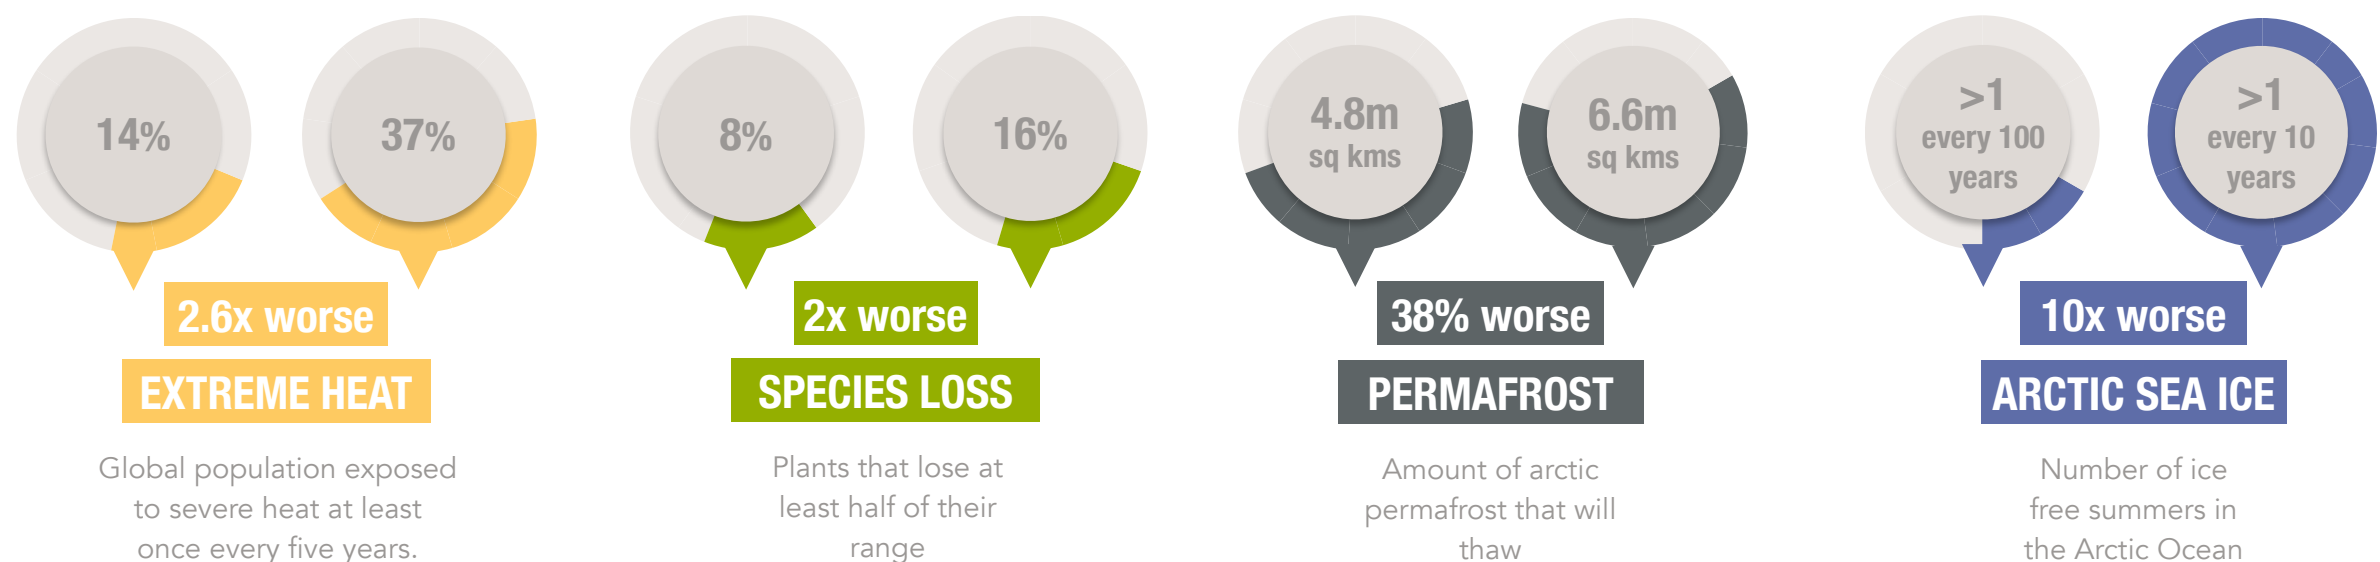 14%
37%
2.6x worse
EXTREME HEAT
Global population exposed
to severe heat at least
once every five years.
8%
16%
2x worse
SPECIES LOSS
Plants that lose at
least half of their
range
4.8m
sq kms
6.6m
sq kms
38% worse
PERMAFROST
Amount of arctic
permafrost that will
thaw
>1
every 100
years
>1
every 10
years
10x worse
ARCTIC SEA ICE
Number of ice
free summers in
the Arctic Ocean